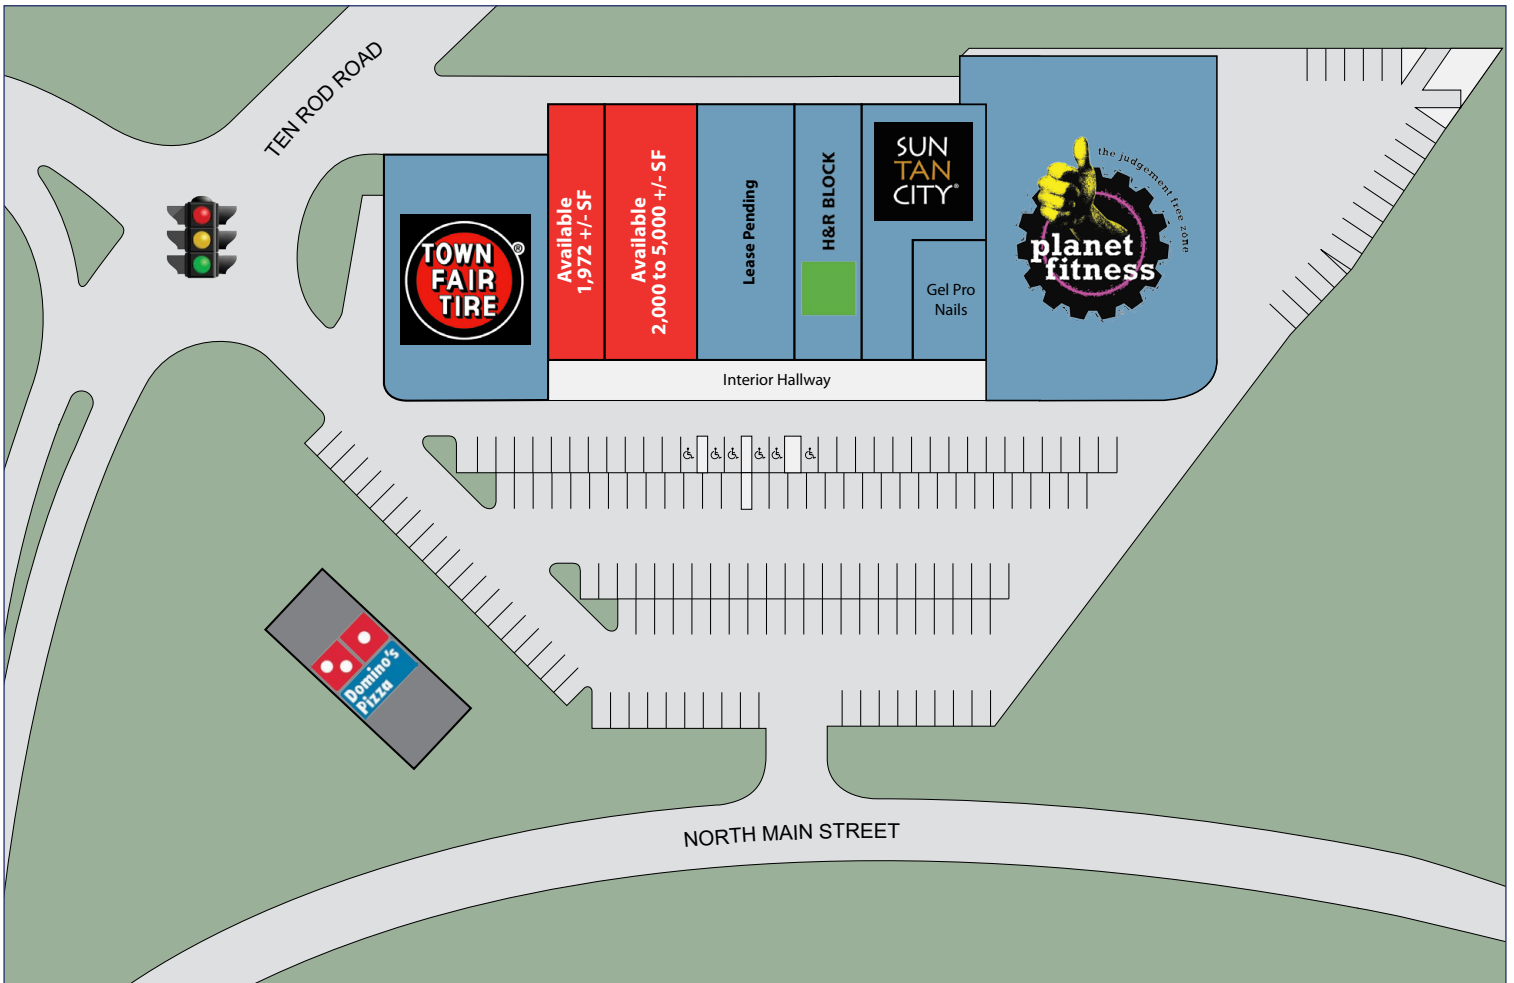 TEN ROD ROAD
TOWN
FAIR
TIRE
®
Available
1,972 +/- SF
Available
2,000 to 5,000 +/- SF
Lease Pending
H&R BLOCK
SUN
TAN
CITY®
Gel Pro
Nails
the judgement free zone
planet
fitness
Interior Hallway
Domino's
Pizza
NORTH MAIN STREET